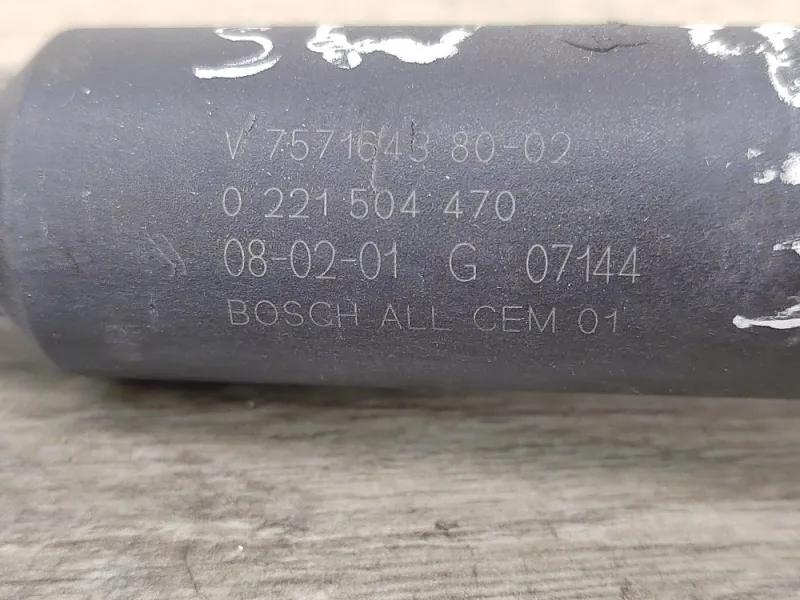 V 7571643 80-02
0 221 504 470
08-02-01 G 07144
BOSCH ALL CEM 01